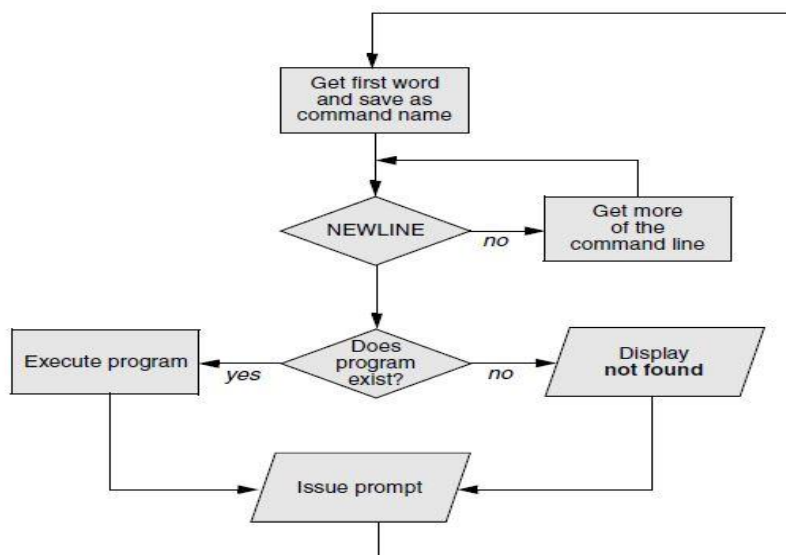 Get first word
and save as
command name
NEWLINE
no
Get more
of the
command line
Does
program
exist?
yes
no
Execute program
Display
not found
Issue prompt